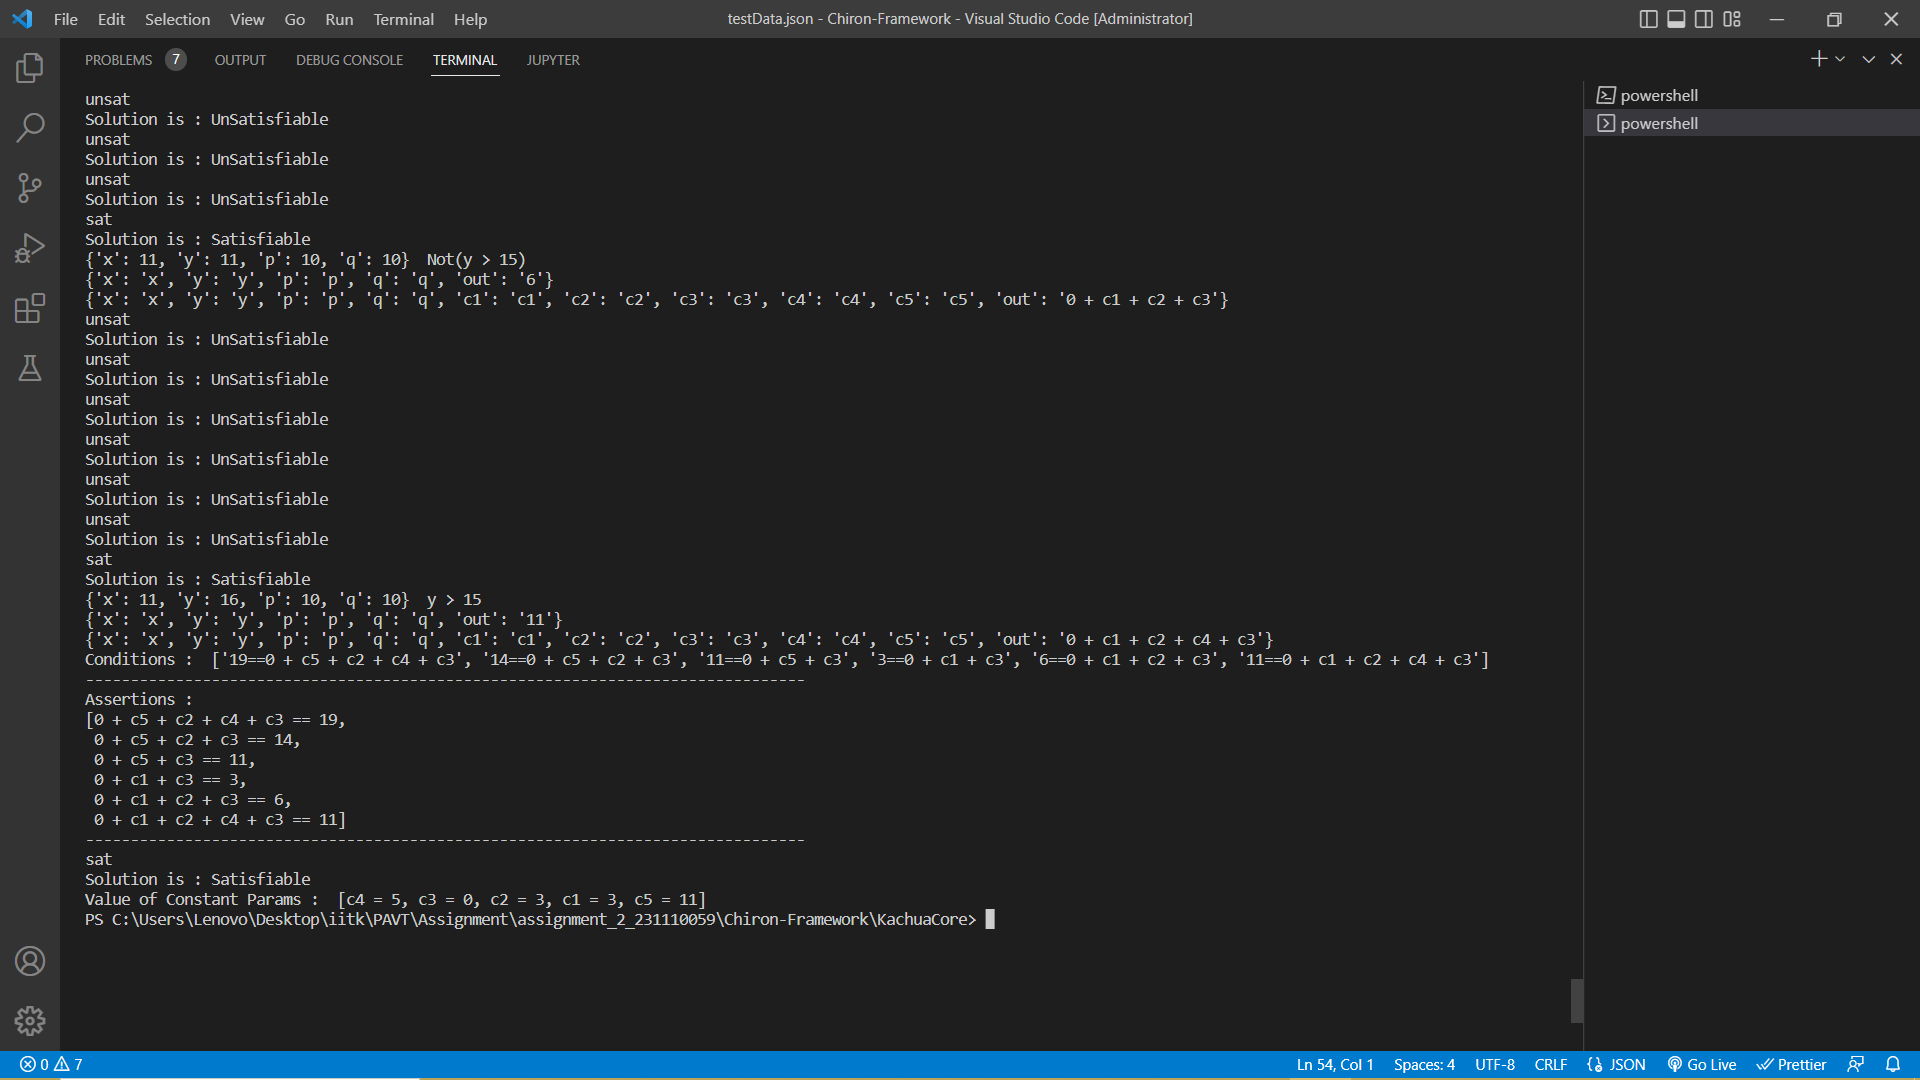 File Edit Selection View Go Run Terminal Help
testData.json - Chiron-Framework - Visual Studio Code [Administrator]
PROBLEMS 7 OUTPUT DEBUG CONSOLE TERMINAL JUPYTER
unsat
Solution is : UnSatisfiable
unsat
Solution is : UnSatisfiable
unsat
Solution is : UnSatisfiable
sat
Solution is : Satisfiable
{'x': 11, 'y': 11, 'p': 10, 'q': 10}  Not(y > 15)
{'x': 'x', 'y': 'y', 'p': 'p', 'q': 'q', 'out': '6'}
{'x': 'x', 'y': 'y', 'p': 'p', 'q': 'q', 'c1': 'c1', 'c2': 'c2', 'c3': 'c3', 'c4': 'c4', 'c5': 'c5', 'out': '0 + c1 + c2 + c3'}
unsat
Solution is : UnSatisfiable
unsat
Solution is : UnSatisfiable
unsat
Solution is : UnSatisfiable
unsat
Solution is : UnSatisfiable
unsat
Solution is : UnSatisfiable
unsat
Solution is : UnSatisfiable
sat
Solution is : Satisfiable
{'x': 11, 'y': 16, 'p': 10, 'q': 10}  y > 15
{'x': 'x', 'y': 'y', 'p': 'p', 'q': 'q', 'out': '11'}
{'x': 'x', 'y': 'y', 'p': 'p', 'q': 'q', 'c1': 'c1', 'c2': 'c2', 'c3': 'c3', 'c4': 'c4', 'c5': 'c5', 'out': '0 + c1 + c2 + c4 + c3'}
Conditions :  ['19==0 + c5 + c2 + c4 + c3', '14==0 + c5 + c2 + c3', '11==0 + c5 + c3', '3==0 + c1 + c3', '6==0 + c1 + c2 + c3', '11==0 + c1 + c2 + c4 + c3']
--------------------------------------------------------------------------------
Assertions :
[0 + c5 + c2 + c4 + c3 == 19,
 0 + c5 + c2 + c3 == 14,
 0 + c5 + c3 == 11,
 0 + c1 + c3 == 3,
 0 + c1 + c2 + c3 == 6,
 0 + c1 + c2 + c4 + c3 == 11]
--------------------------------------------------------------------------------
sat
Solution is : Satisfiable
Value of Constant Params :  [c4 = 5, c3 = 0, c2 = 3, c1 = 3, c5 = 11]
PS C:\Users\Lenovo\Desktop\iitk\PAVT\Assignment\assignment_2_231110059\Chiron-Framework\KachuaCore>
powershell
powershell
0 7 Ln 54, Col 1 Spaces: 4 UTF-8 CRLF JSON Go Live Prettier